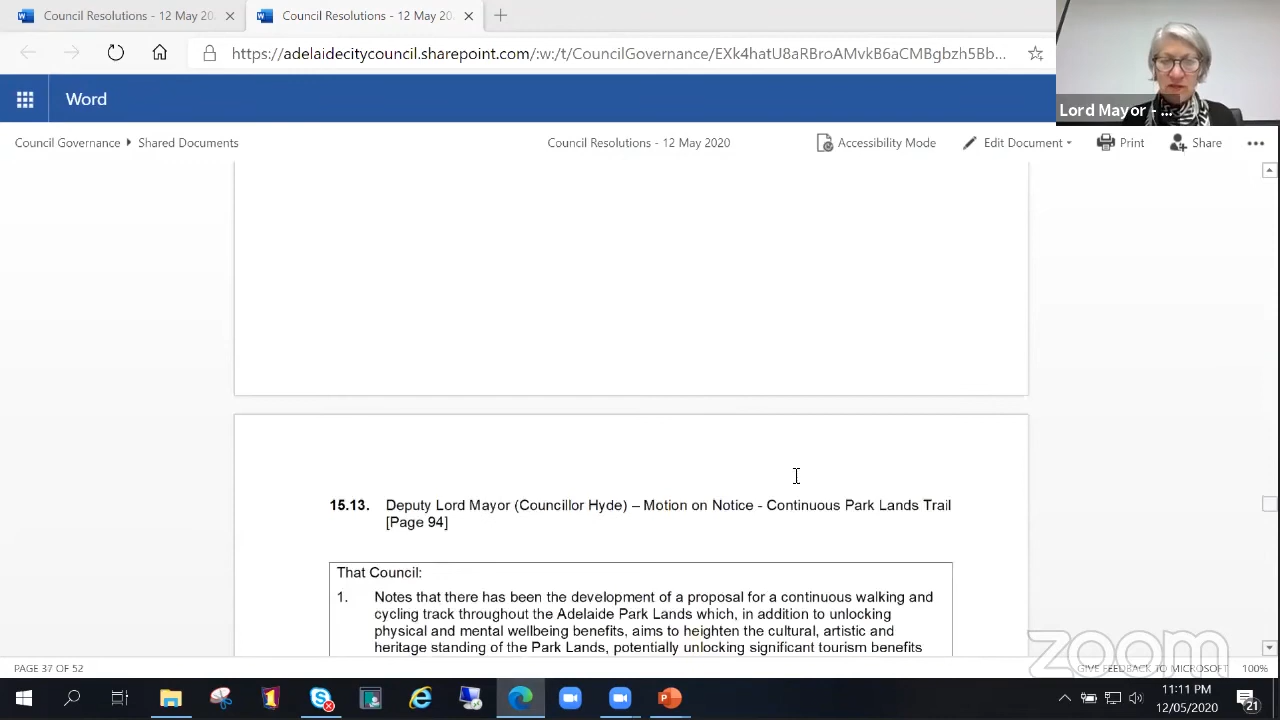 Council Resolutions - 12 May 20.
Council Resolutions - 12 May 202
https://adelaidecitycouncil.sharepoint.com/:w:/t/CouncilGovernance/EXk4hatU8aRBroAMvkB6aCMBgbzh5Bb...
Lord Mayor - ...
Word
Council Governance Shared Documents
Council Resolutions - 12 May 2020
Accessibility Mode
Edit Document
Print
Share
15.13. Deputy Lord Mayor (Councillor Hyde) – Motion on Notice - Continuous Park Lands Trail
[Page 94]
That Council:
1. Notes that there has been the development of a proposal for a continuous walking and
cycling track throughout the Adelaide Park Lands which, in addition to unlocking
physical and mental wellbeing benefits, aims to heighten the cultural, artistic and
heritage standing of the Park Lands, potentially unlocking significant tourism benefits
zoom
PAGE 37 OF 52
GIVE FEEDBACK TO MICROSOFT 100%
11:11 PM
12/05/2020
21